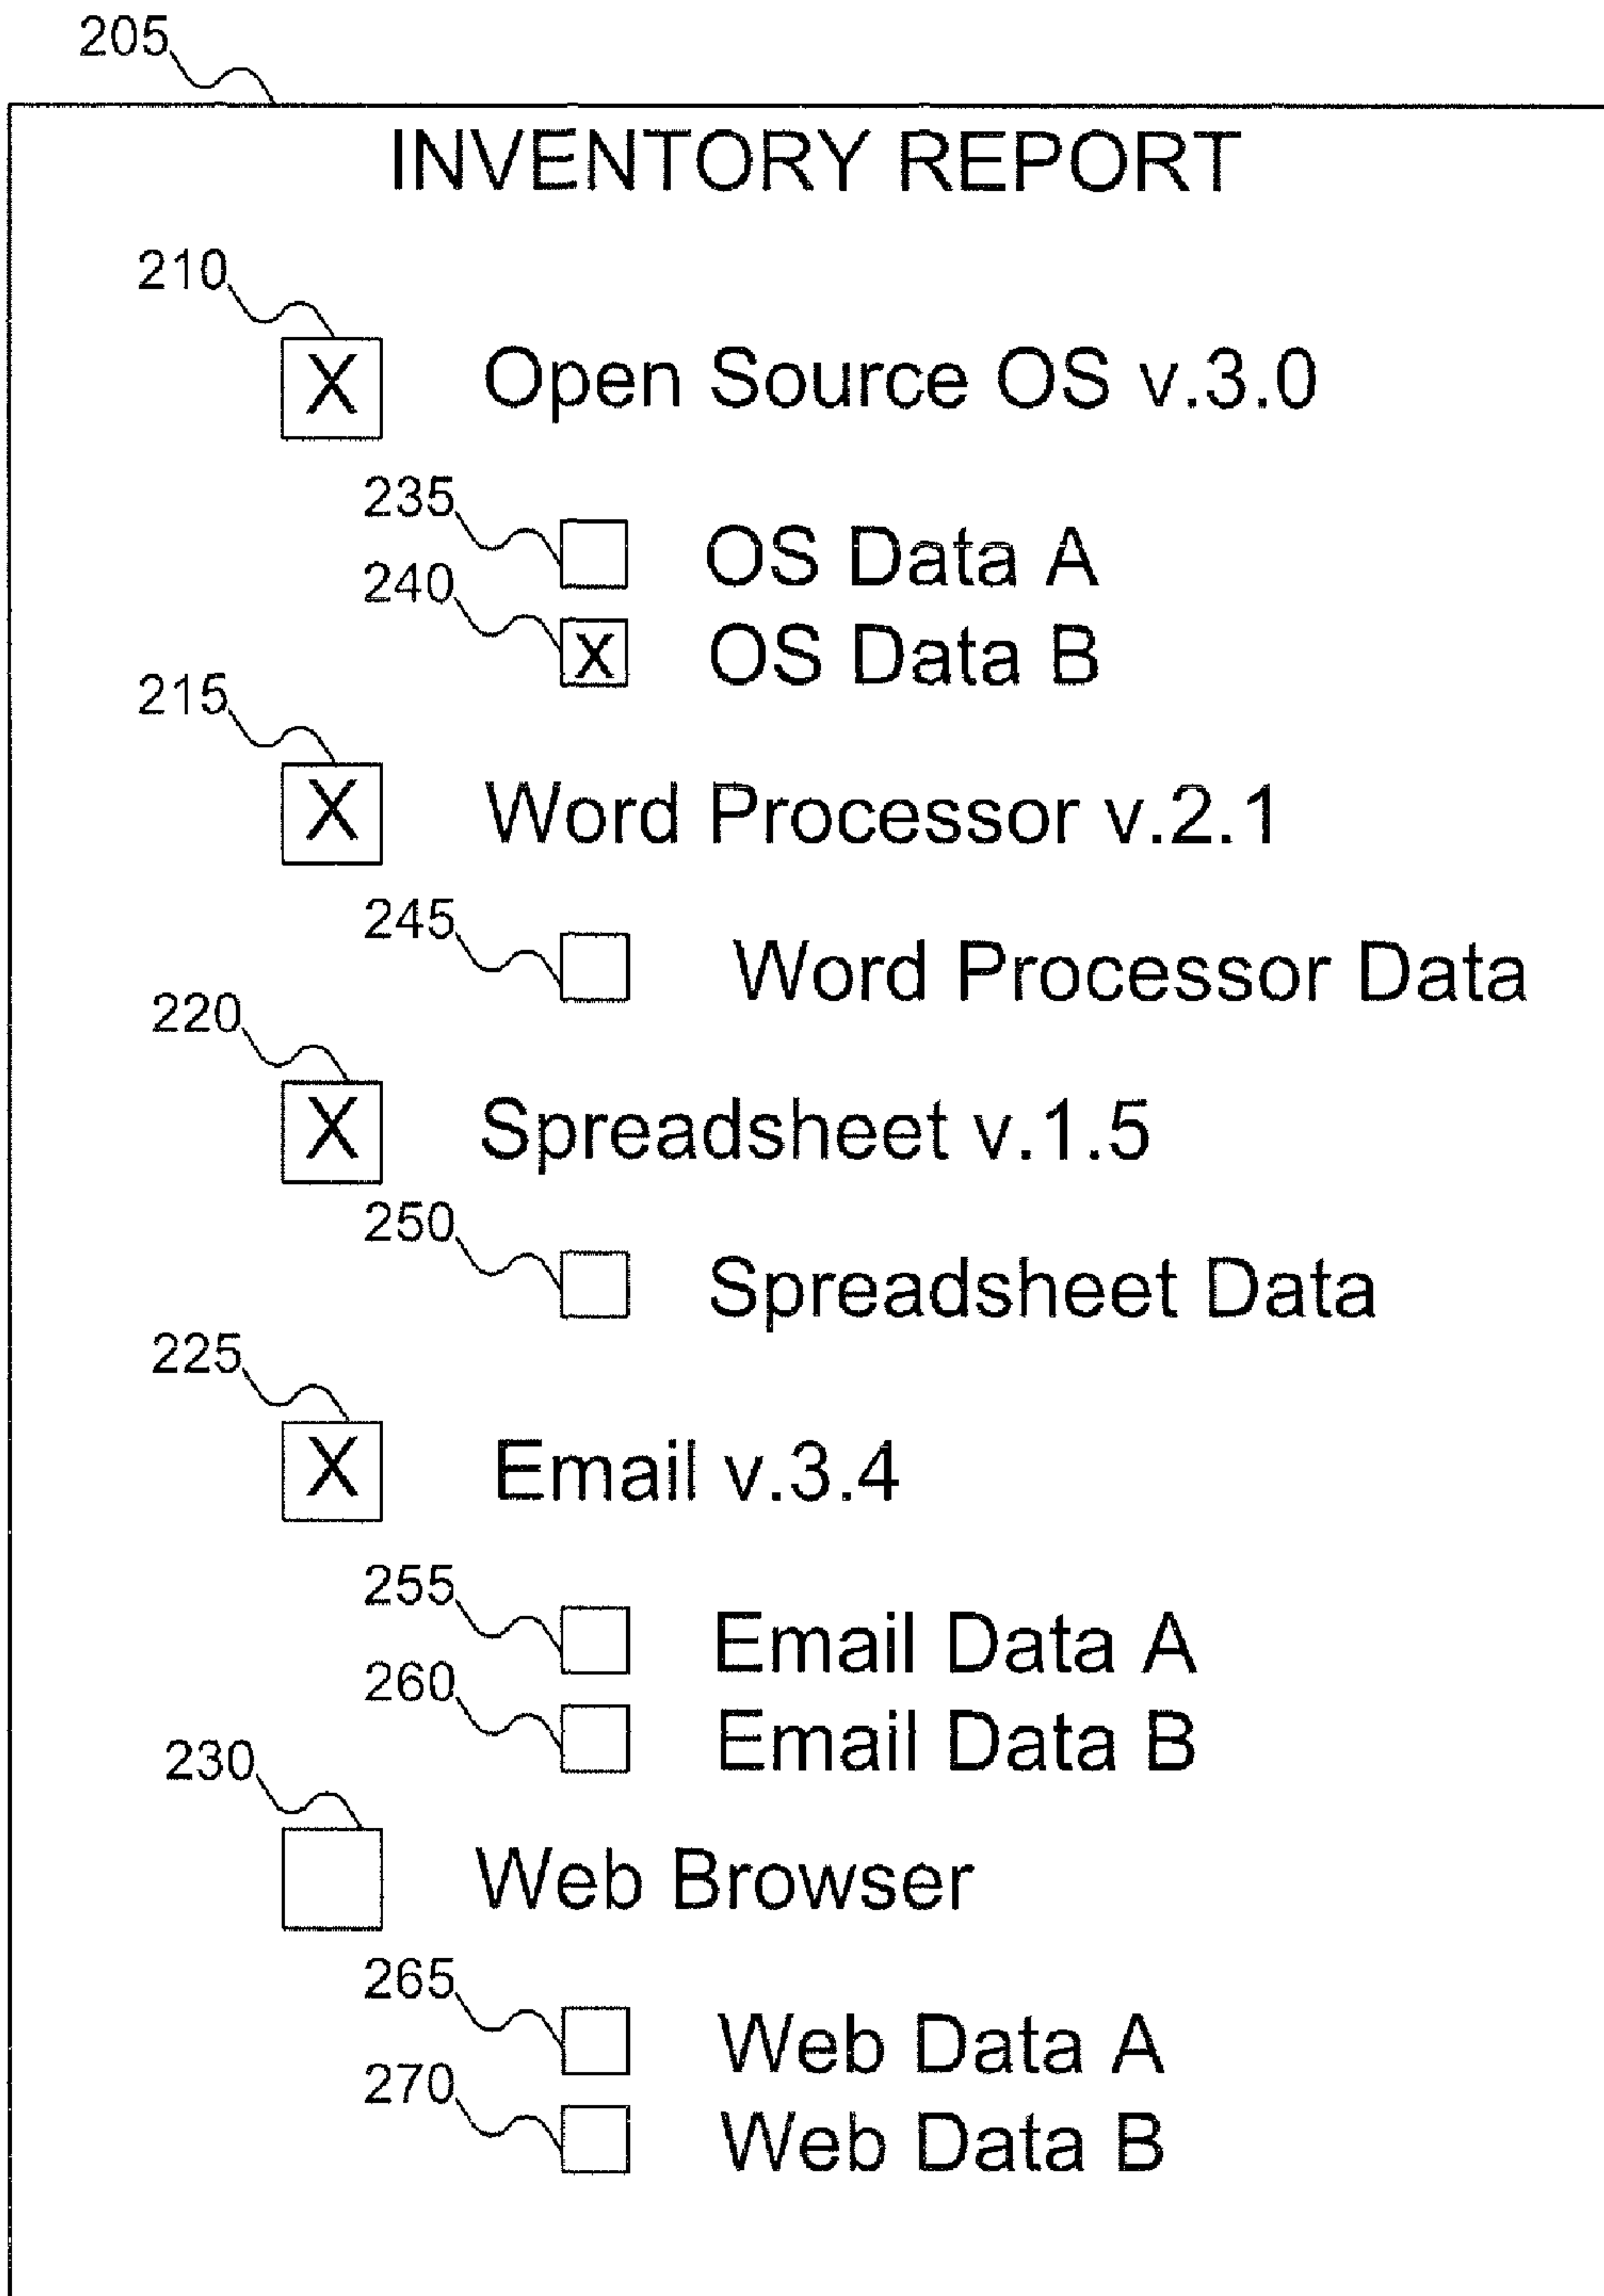 205
INVENTORY REPORT
210
X Open Source OS v.3.0
235
OS Data A
240
X OS Data B
215
X Word Processor v.2.1
245
Word Processor Data
220
X Spreadsheet v.1.5
250
Spreadsheet Data
225
X Email v.3.4
255
Email Data A
260
Email Data B
230
Web Browser
265
Web Data A
270
Web Data B